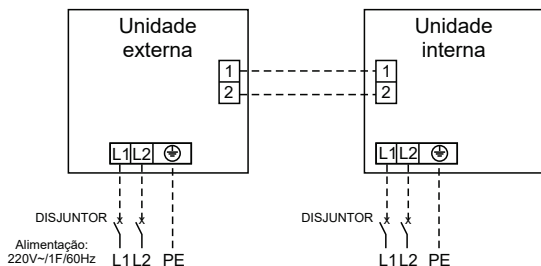 Unidade
externa
1
2
L1 L2
DISJUNTOR
Alimentação:
220V~/1F/60Hz
L1 L2 PE
Unidade
interna
1
2
L1 L2
DISJUNTOR
L1 L2 PE